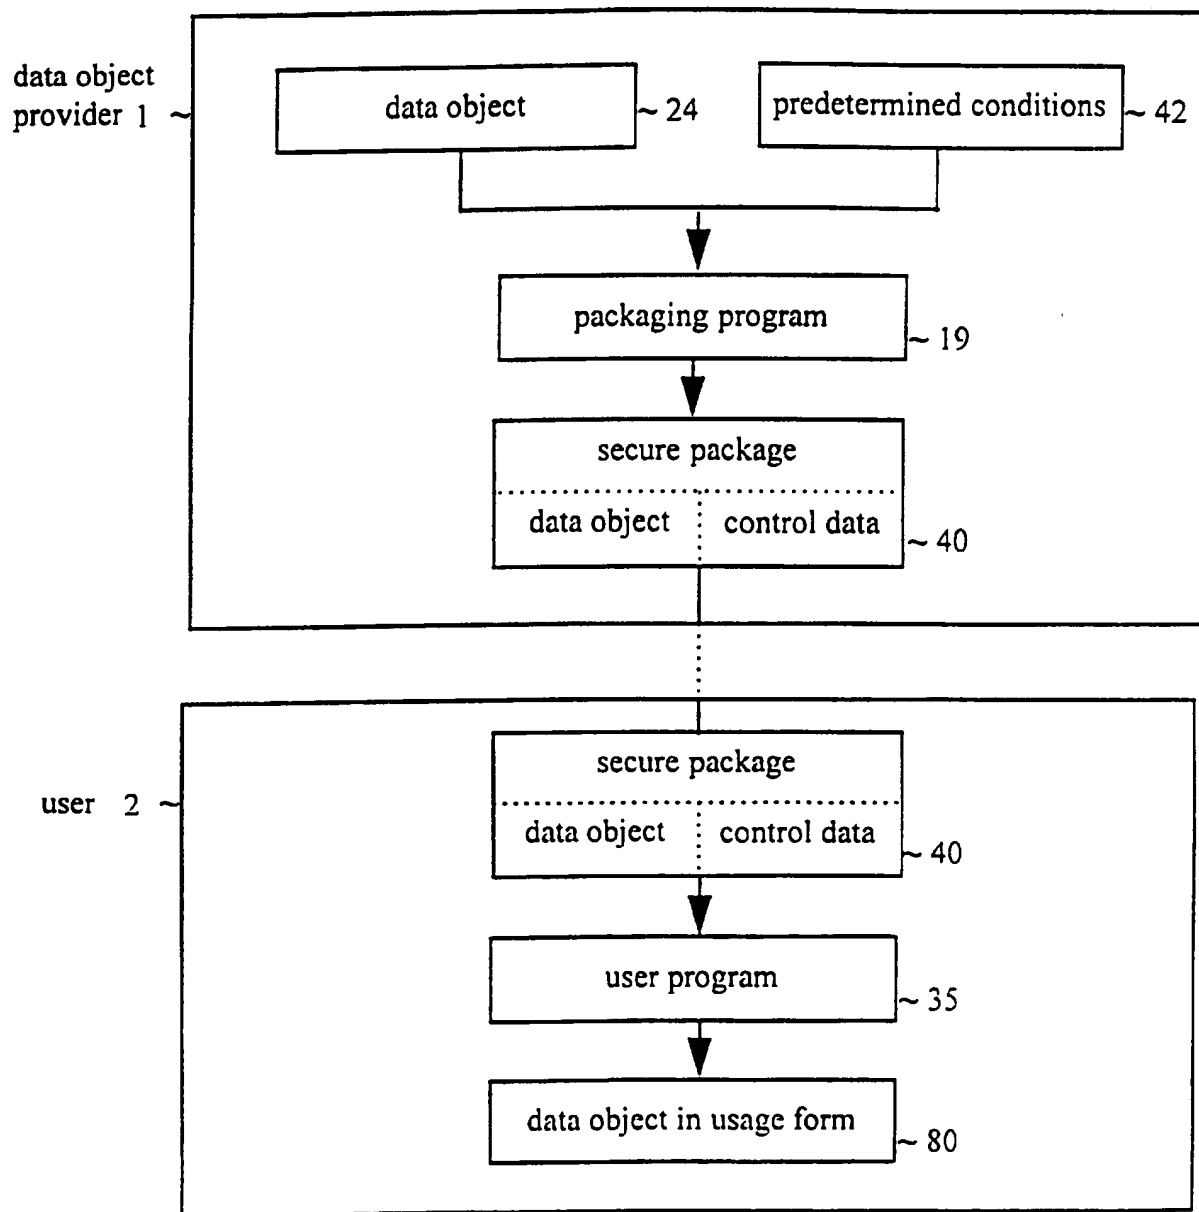 data object
provider 1 ~
data object
~ 24
predetermined conditions
~ 42
packaging program
~ 19
secure package
data object
control data
~ 40
user 2 ~
secure package
data object
control data
~ 40
user program
~ 35
data object in usage form
~ 80